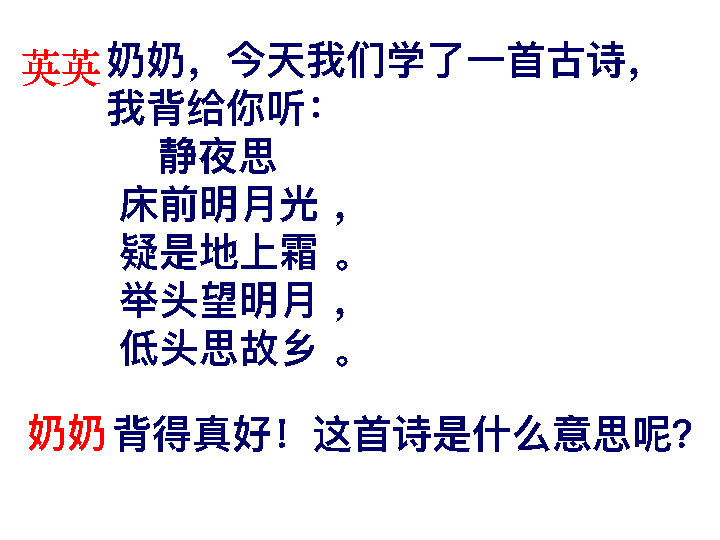 英英 奶奶，今天我们学了一首古诗，
我背给你听：
静夜思
床前明月光 ，
疑是地上霜 。
举头望明月 ，
低头思故乡 。
奶奶 背得真好！这首诗是什么意思呢?